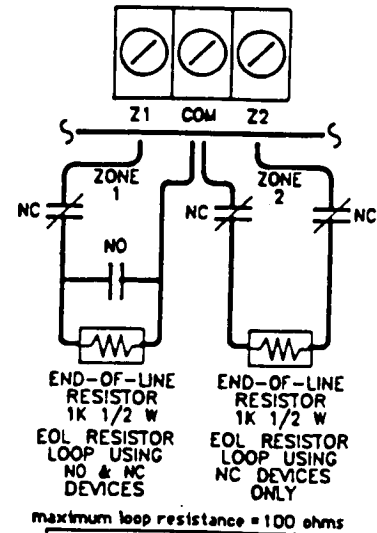 Z1 COM Z2
ZONE 1
ZONE 2
NC
NC
NC
NO
END-OF-LINE
RESISTOR
1K 1/2 W
EOL RESISTOR
LOOP USING
NO & NC
DEVICES
END-OF-LINE
RESISTOR
1K 1/2 W
EOL RESISTOR
LOOP USING
NC DEVICES
ONLY
maximum loop resistance = 100 ohms